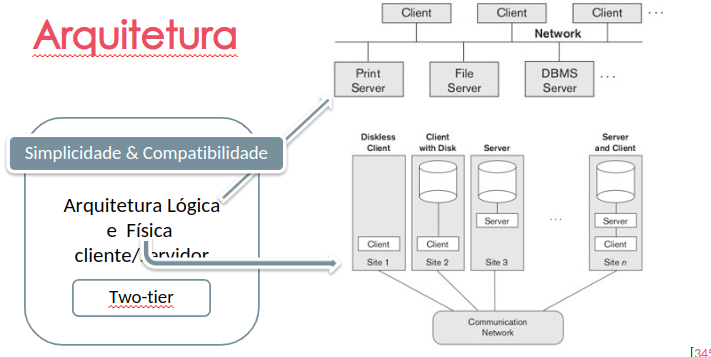 Arquitetura
Simplicidade & Compatibilidade
Arquitetura Lógica
e Física
cliente/servidor
Two-tier
Client
Client
Client
...
Network
Print
Server
File
Server
DBMS
Server
...
Diskless
Client
Client
with Disk
Server
Server
and Client
Server
Server
...
Client
Client
Client
Site 1
Site 2
Site 3
Site n
Communication
Network
[345